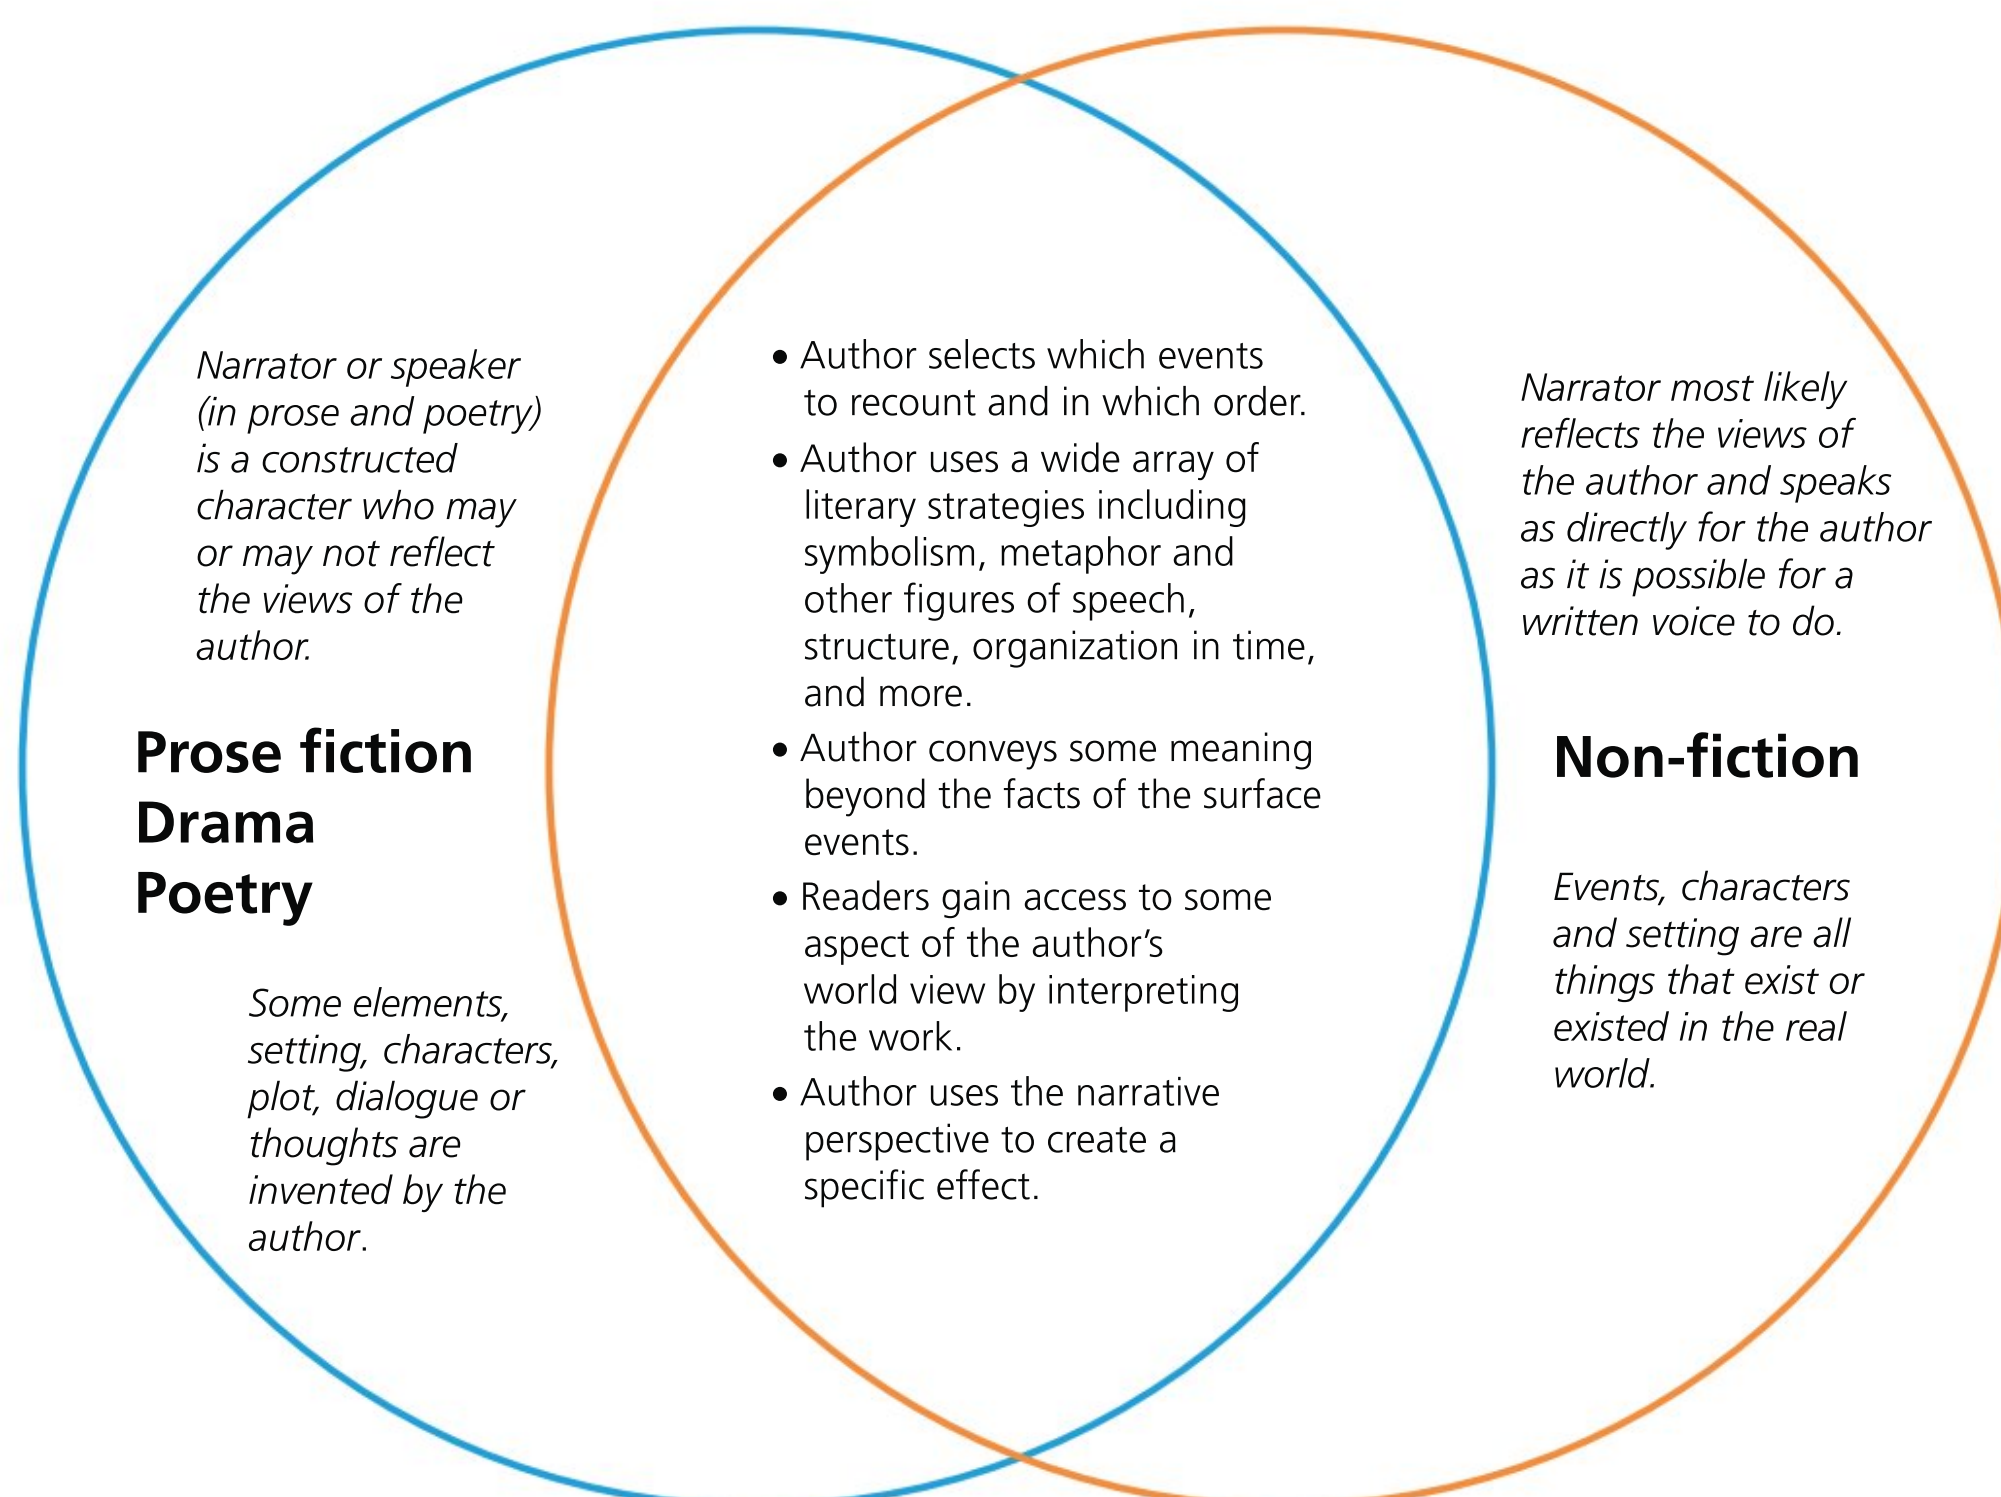 Narrator or speaker
(in prose and poetry)
is a constructed
character who may
or may not reflect
the views of the
author.
Prose fiction
Drama
Poetry
Some elements,
setting, characters,
plot, dialogue or
thoughts are
invented by the
author.
• Author selects which events
to recount and in which order.
• Author uses a wide array of
literary strategies including
symbolism, metaphor and
other figures of speech,
structure, organization in time,
and more.
• Author conveys some meaning
beyond the facts of the surface
events.
• Readers gain access to some
aspect of the author’s
world view by interpreting
the work.
• Author uses the narrative
perspective to create a
specific effect.
Narrator most likely
reflects the views of
the author and speaks
as directly for the author
as it is possible for a
written voice to do.
Non-fiction
Events, characters
and setting are all
things that exist or
existed in the real
world.